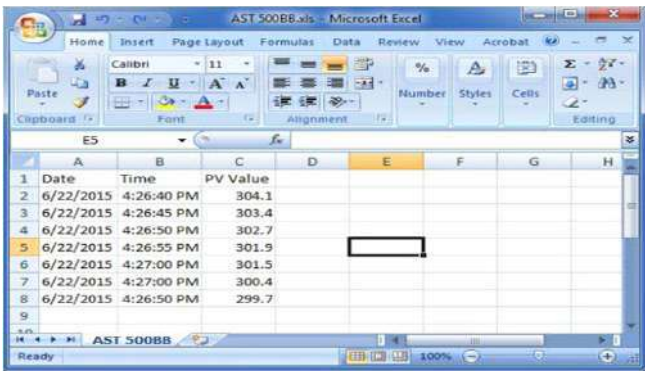 AST 500BB.xls - Microsoft Excel
Home Insert Page Layout Formulas Data Review View Acrobat
Calibri 11
Paste B I U A A % Number A Styles Cells Σ
Clipboard Font Alignment Editing
E5 fx
A B C D E F G H
1 Date Time PV Value
2 6/22/2015 4:26:40 PM 304.1
3 6/22/2015 4:26:45 PM 303.4
4 6/22/2015 4:26:50 PM 302.7
5 6/22/2015 4:26:55 PM 301.9
6 6/22/2015 4:27:00 PM 301.5
7 6/22/2015 4:27:00 PM 300.4
8 6/22/2015 4:26:50 PM 299.7
9
10
AST 500BB
Ready 100%